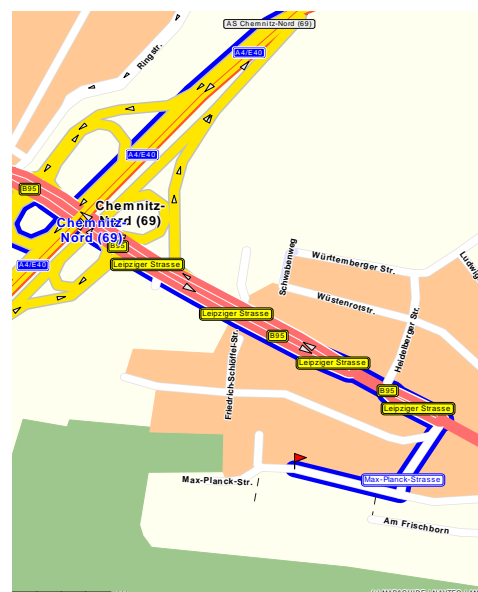 AS Chemnitz-Nord (69)
Ringstr.
A4/E40
A4/E40
B95
Chemnitz-
Nord (69)
Chemnitz-
Nord (69)
B95
A4/E40
Leipziger Strasse
Schwabenweg
Württemberger Str.
Ludwig
Wüstenrotstr.
Leipziger Strasse
B95
Heidelberger Str.
Friedrich-Schlöffel-Str.
Leipziger Strasse
B95
Leipziger Strasse
Max-Planck-Str.
Max-Planck-Strasse
Am Frischborn